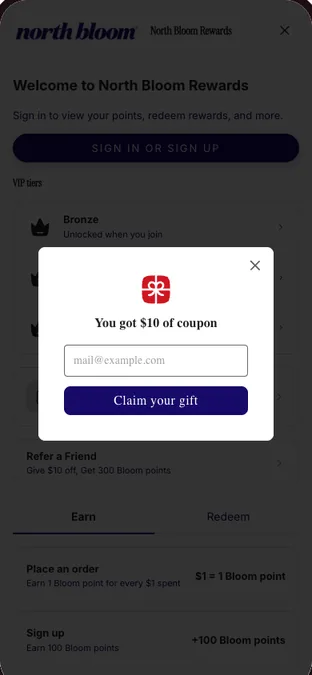 north bloom
North Bloom Rewards
Welcome to North Bloom Rewards
Sign in to view your points, redeem rewards, and more.
SIGN IN OR SIGN UP
VIP tiers
Bronze
Unlocked when you join
You got $10 of coupon
mail@example.com
Claim your gift
Refer a Friend
Give $10 off, Get 300 Bloom points
Earn
Redeem
Place an order
Earn 1 Bloom point for every $1 spent
$1 = 1 Bloom point
Sign up
Earn 100 Bloom points
+100 Bloom points